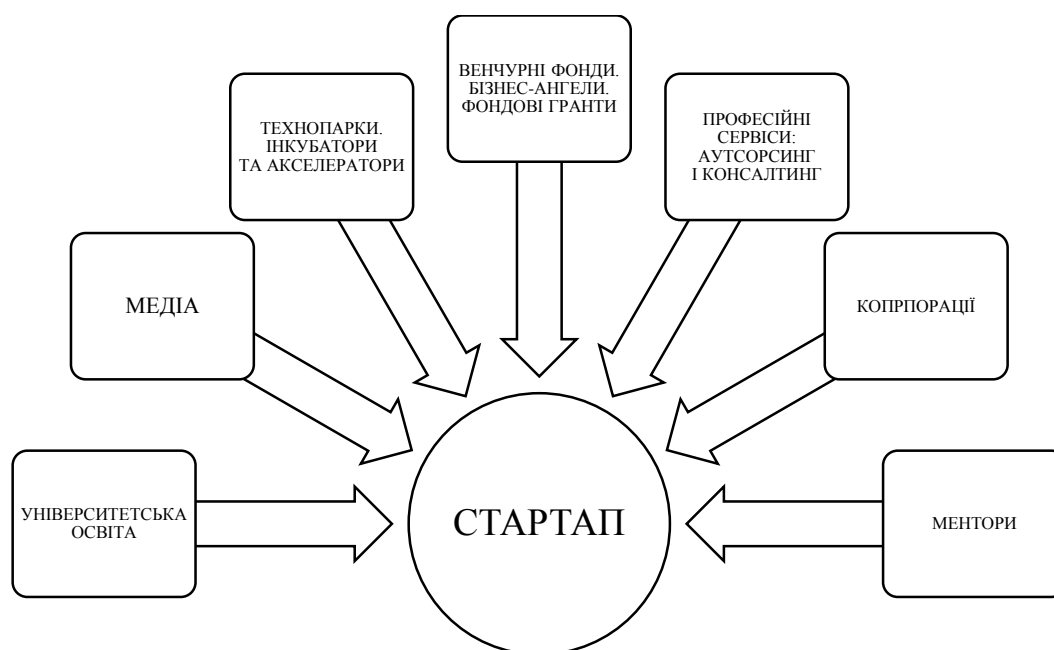 ВЕНЧУРНІ ФОНДИ.
БІЗНЕС-АНГЕЛИ.
ФОНДОВІ ГРАНТИ
ТЕХНОПАРКИ.
ІНКУБАТОРИ
ТА АКСЕЛЕРАТОРИ
ПРОФЕСІЙНІ
СЕРВІСИ:
АУТСОРСИНГ
І КОНСАЛТИНГ
МЕДІА
КОПРПОРАЦІЇ
УНІВЕРСИТЕТСЬКА
ОСВІТА
СТАРТАП
МЕНТОРИ